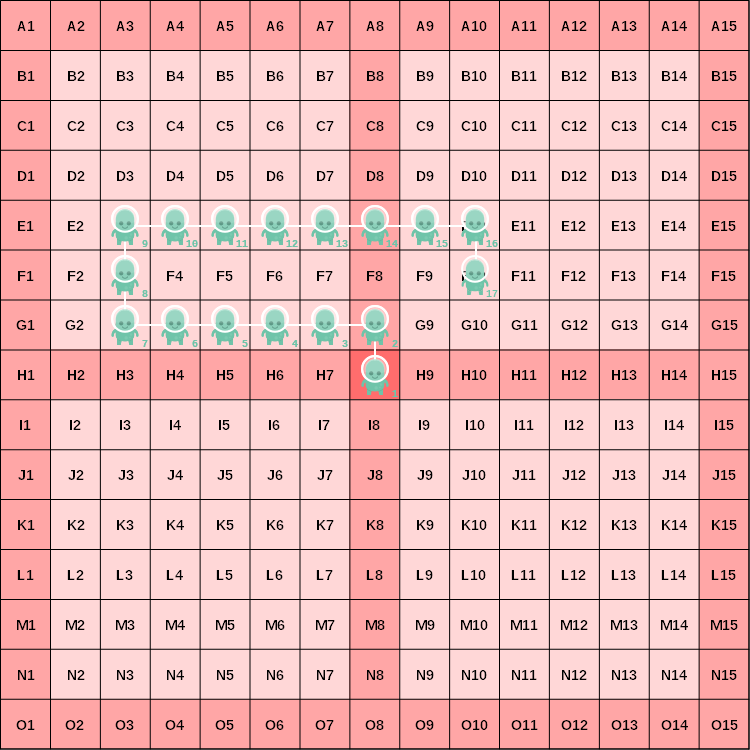 A1 A2 A3 A4 A5 A6 A7 A8 A9 A10 A11 A12 A13 A14 A15
B1 B2 B3 B4 B5 B6 B7 B8 B9 B10 B11 B12 B13 B14 B15
C1 C2 C3 C4 C5 C6 C7 C8 C9 C10 C11 C12 C13 C14 C15
D1 D2 D3 D4 D5 D6 D7 D8 D9 D10 D11 D12 D13 D14 D15
E1 E2 9 10 11 12 13 14 15 16 E11 E12 E13 E14 E15
F1 F2 8 F4 F5 F6 F7 F8 F9 17 F11 F12 F13 F14 F15
G1 G2 7 6 5 4 3 2 G9 G10 G11 G12 G13 G14 G15
H1 H2 H3 H4 H5 H6 H7 1 H9 H10 H11 H12 H13 H14 H15
I1 I2 I3 I4 I5 I6 I7 I8 I9 I10 I11 I12 I13 I14 I15
J1 J2 J3 J4 J5 J6 J7 J8 J9 J10 J11 J12 J13 J14 J15
K1 K2 K3 K4 K5 K6 K7 K8 K9 K10 K11 K12 K13 K14 K15
L1 L2 L3 L4 L5 L6 L7 L8 L9 L10 L11 L12 L13 L14 L15
M1 M2 M3 M4 M5 M6 M7 M8 M9 M10 M11 M12 M13 M14 M15
N1 N2 N3 N4 N5 N6 N7 N8 N9 N10 N11 N12 N13 N14 N15
O1 O2 O3 O4 O5 O6 O7 O8 O9 O10 O11 O12 O13 O14 O15